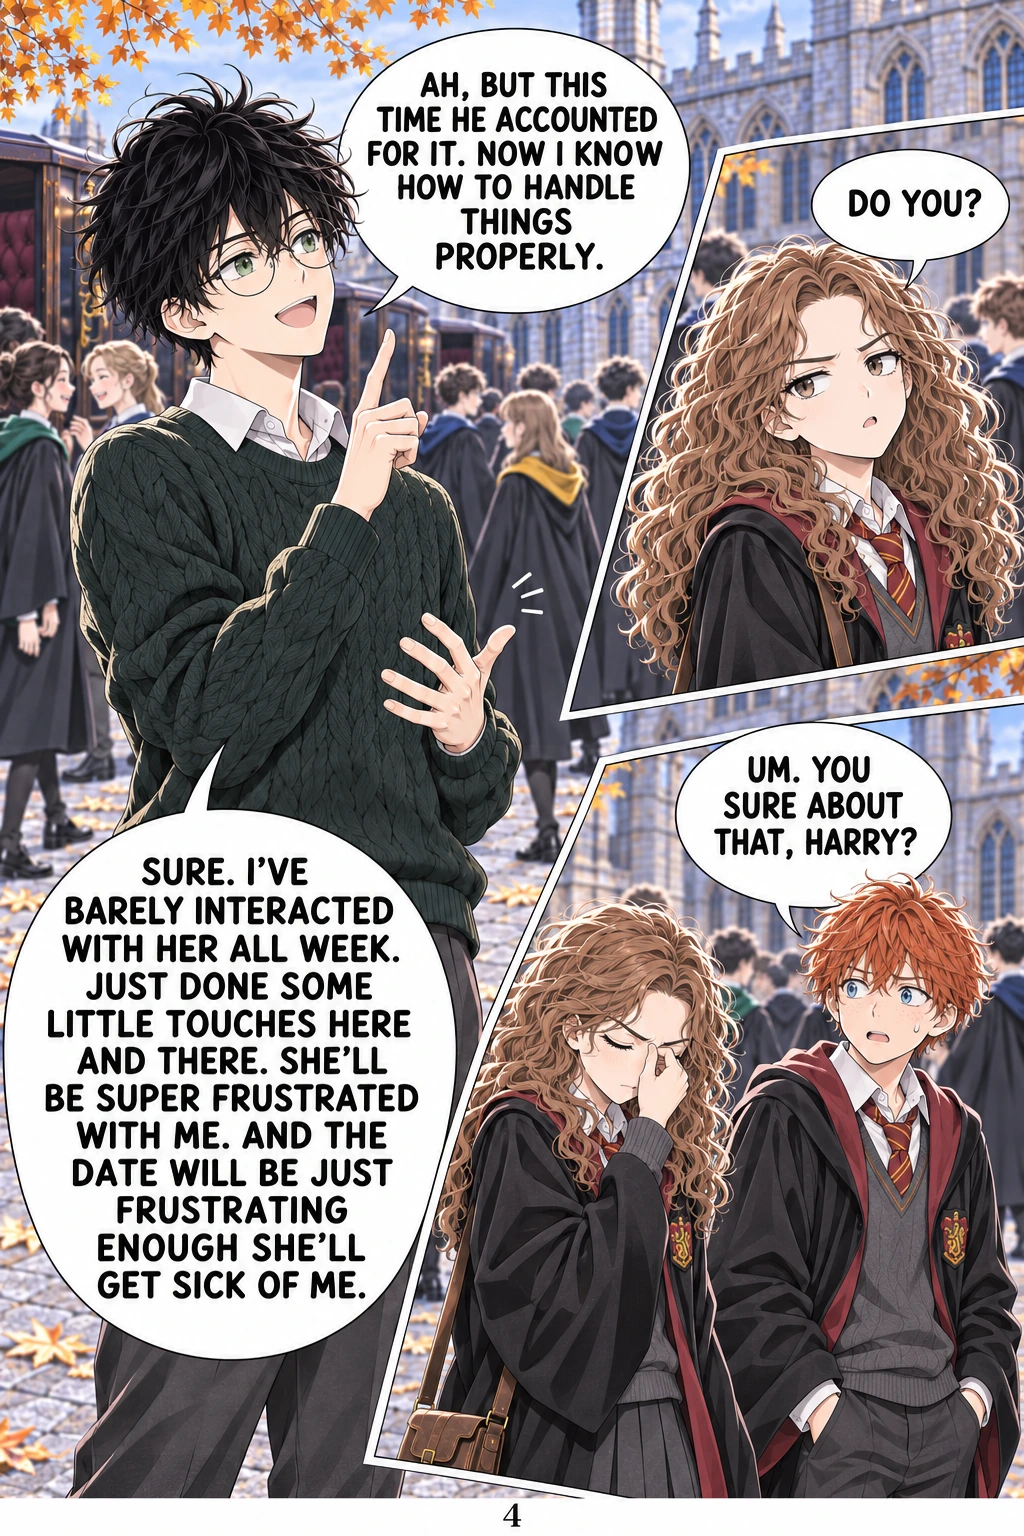 AH, BUT THIS
TIME HE ACCOUNTED
FOR IT. NOW I KNOW
HOW TO HANDLE
THINGS
PROPERLY.
DO YOU?
SURE. I'VE
BARELY INTERACTED
WITH HER ALL WEEK.
JUST DONE SOME
LITTLE TOUCHES HERE
AND THERE. SHE'LL
BE SUPER FRUSTRATED
WITH ME. AND THE
DATE WILL BE JUST
FRUSTRATING
ENOUGH SHE'LL
GET SICK OF ME.
UM. YOU
SURE ABOUT
THAT, HARRY?
4